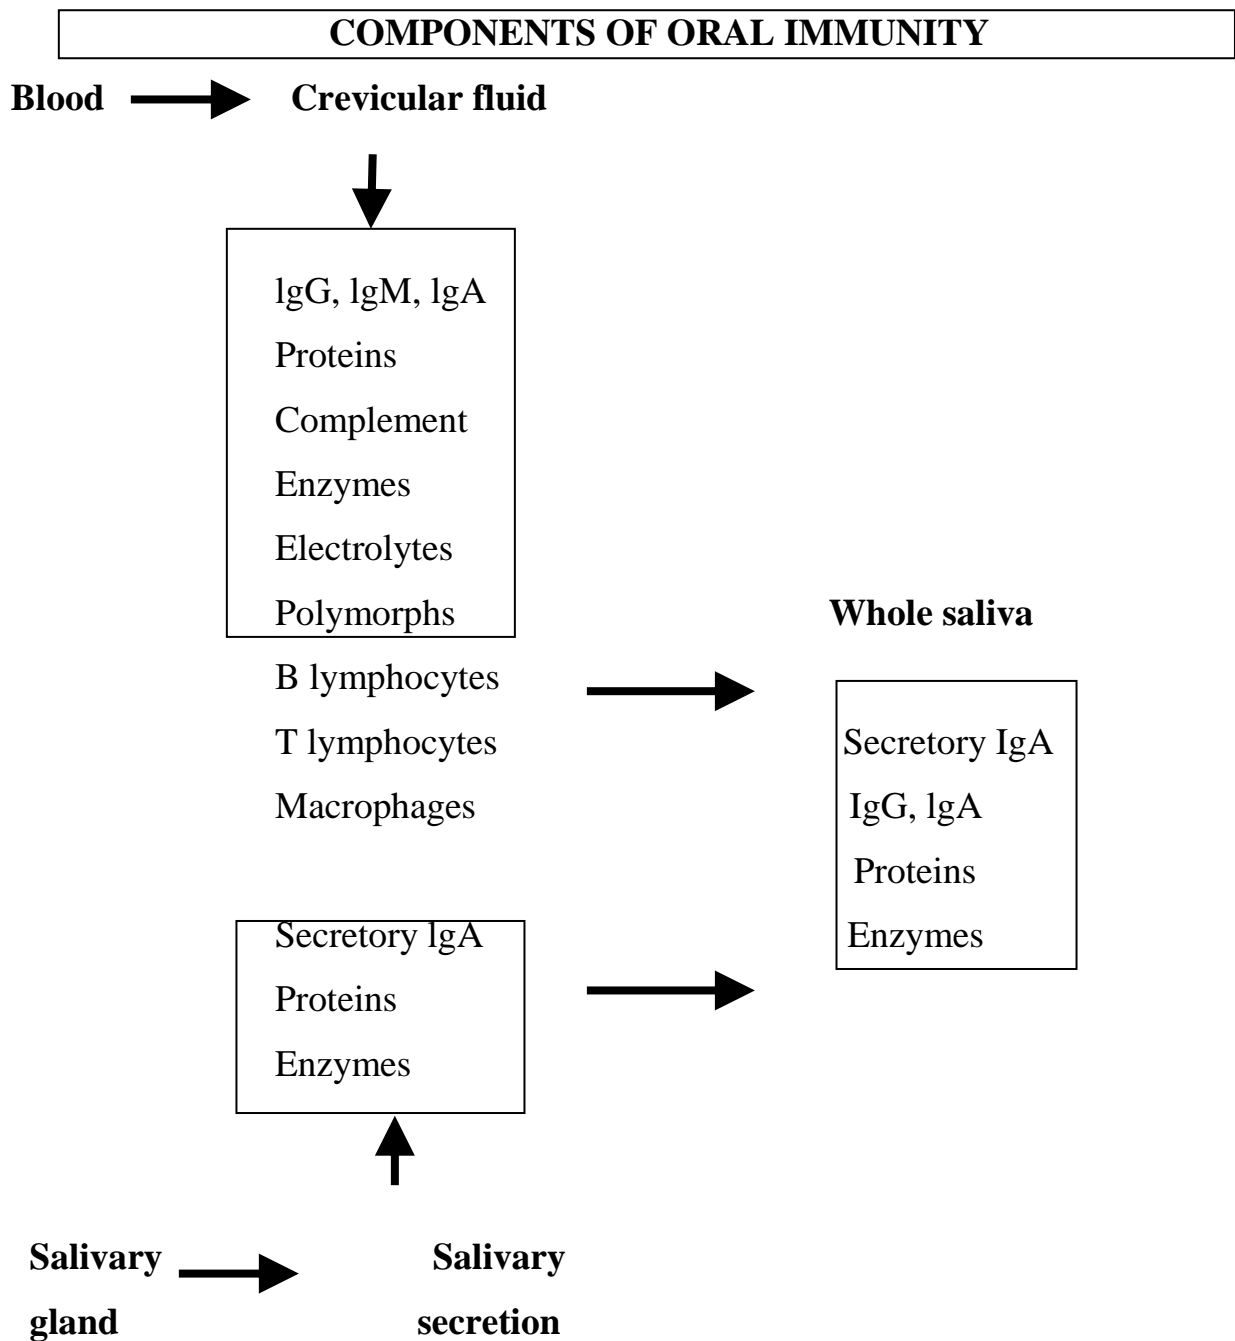 COMPONENTS OF ORAL IMMUNITY
Blood Crevicular fluid
lgG, lgM, lgA
Proteins
Complement
Enzymes
Electrolytes
Polymorphs
B lymphocytes
T lymphocytes
Macrophages
Whole saliva
Secretory IgA
IgG, lgA
Proteins
Enzymes
Secretory lgA
Proteins
Enzymes
Salivary
gland
Salivary
secretion